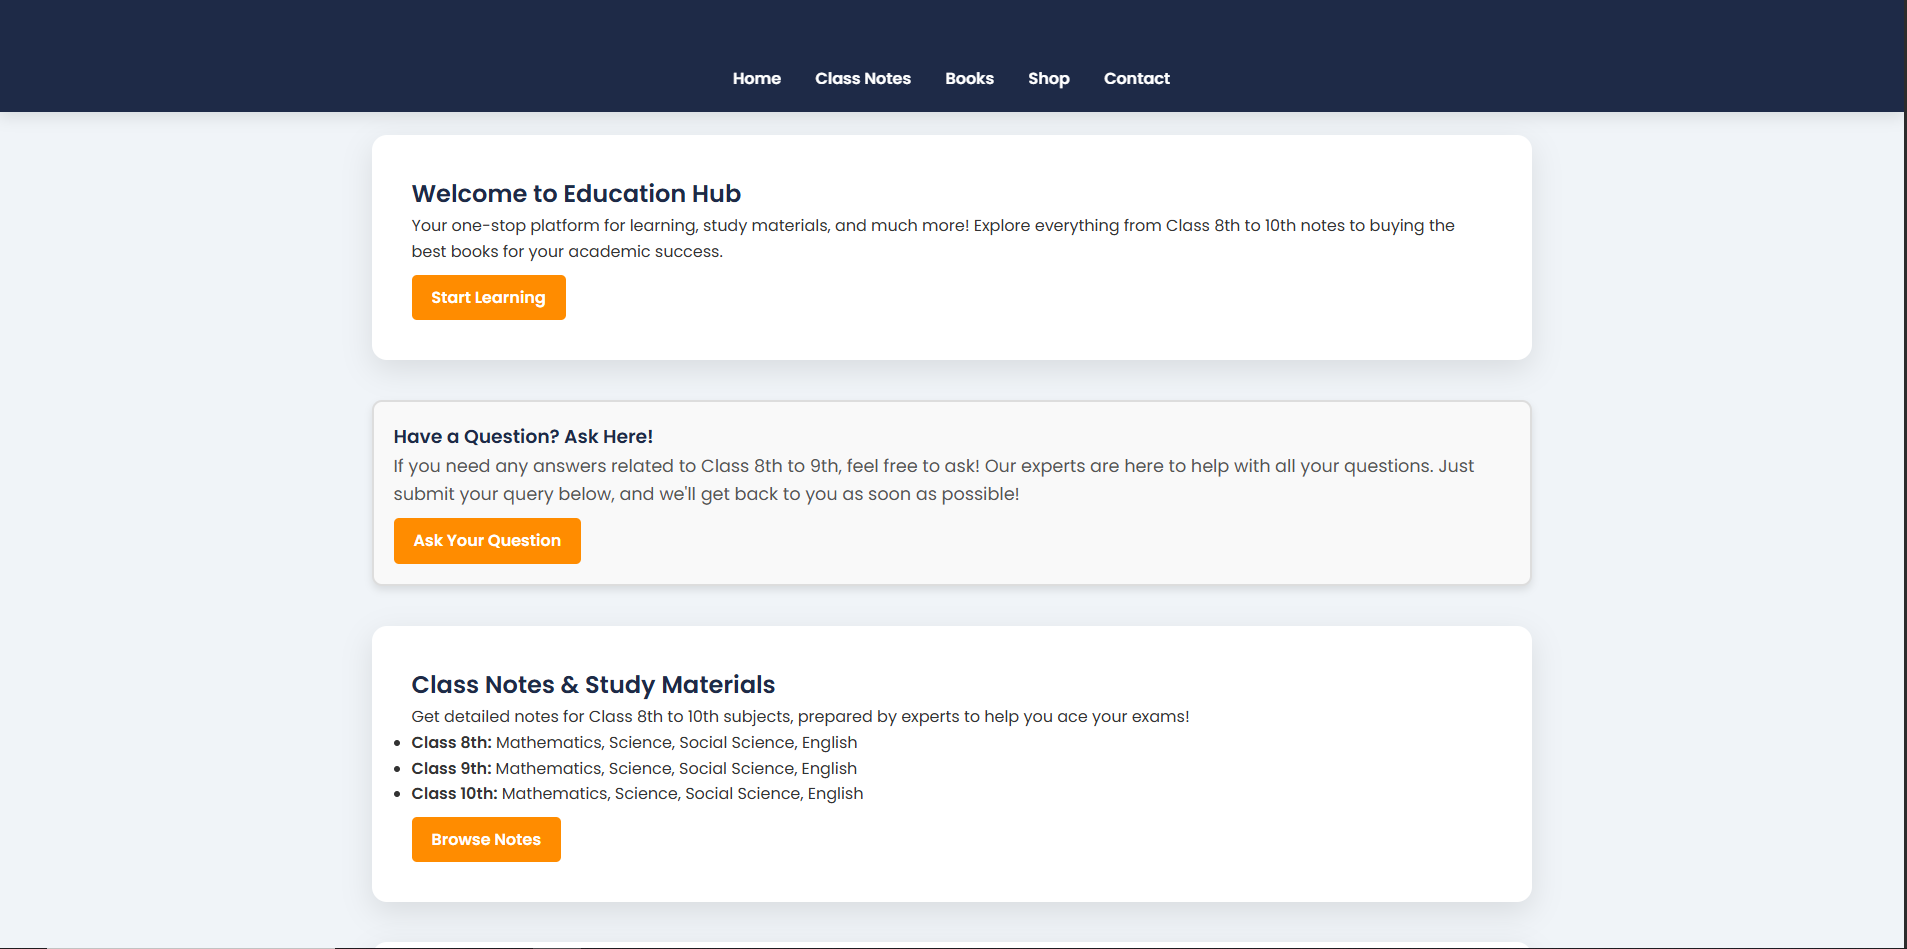 Home Class Notes Books Shop Contact
Welcome to Education Hub
Your one-stop platform for learning, study materials, and much more! Explore everything from Class 8th to 10th notes to buying the
best books for your academic success.
Start Learning
Have a Question? Ask Here!
If you need any answers related to Class 8th to 9th, feel free to ask! Our experts are here to help with all your questions. Just
submit your query below, and we'll get back to you as soon as possible!
Ask Your Question
Class Notes & Study Materials
Get detailed notes for Class 8th to 10th subjects, prepared by experts to help you ace your exams!
• Class 8th: Mathematics, Science, Social Science, English
• Class 9th: Mathematics, Science, Social Science, English
• Class 10th: Mathematics, Science, Social Science, English
Browse Notes